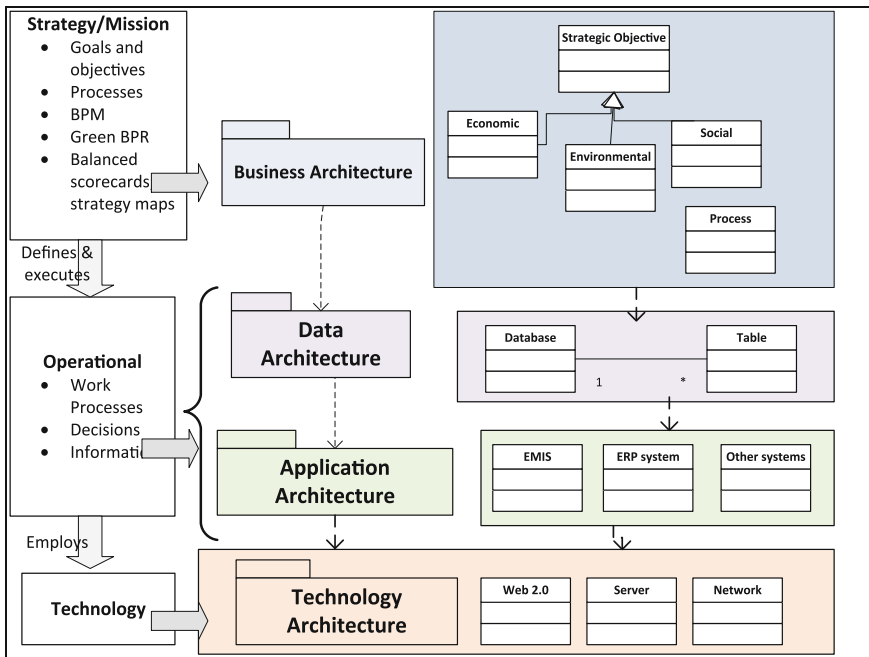 Strategy/Mission
• Goals and
objectives
• Processes
• BPM
• Green BPR
• Balanced
scorecards
strategy maps
Defines &
executes
Operational
• Work
Processes
• Decisions
• Informati
Employs
Technology
Business Architecture
Data
Architecture
Application
Architecture
Technology
Architecture
Strategic Objective
Economic
Environmental
Social
Process
Database
Table
1
*
EMIS
ERP system
Other systems
Web 2.0
Server
Network